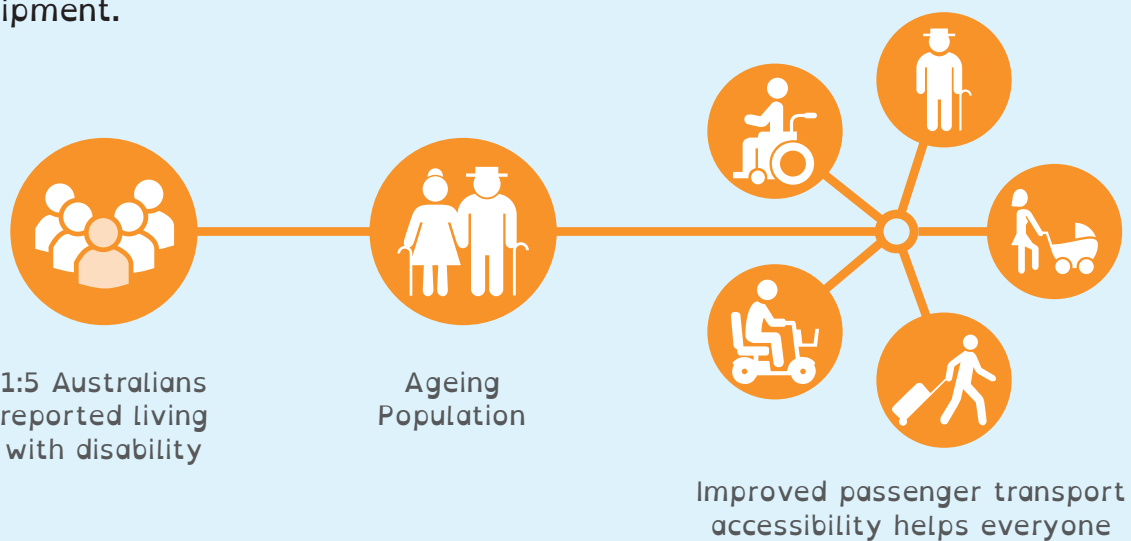 ipment.
1:5 Australians
reported living
with disability
Ageing
Population
Improved passenger transport
accessibility helps everyone